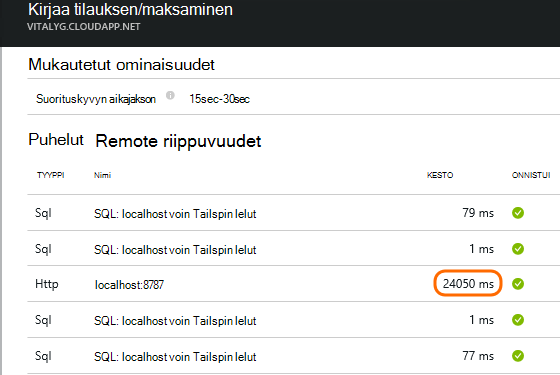 Kirjaa tilauksen/maksaminen
VITALYG.CLOUDAPP.NET
Mukautetut ominaisuudet
Suorituskyvyn aikajakson 15sec-30sec
Puhelut Remote riippuvuudet
TYYPPI Nimi KESTO ONNISTUI
Sql SQL: localhost voin Tailspin lelut 79 ms
Sql SQL: localhost voin Tailspin lelut 1 ms
Http localhost:8787 24050 ms
Sql SQL: localhost voin Tailspin lelut 1 ms
Sql SQL: localhost voin Tailspin lelut 77 ms